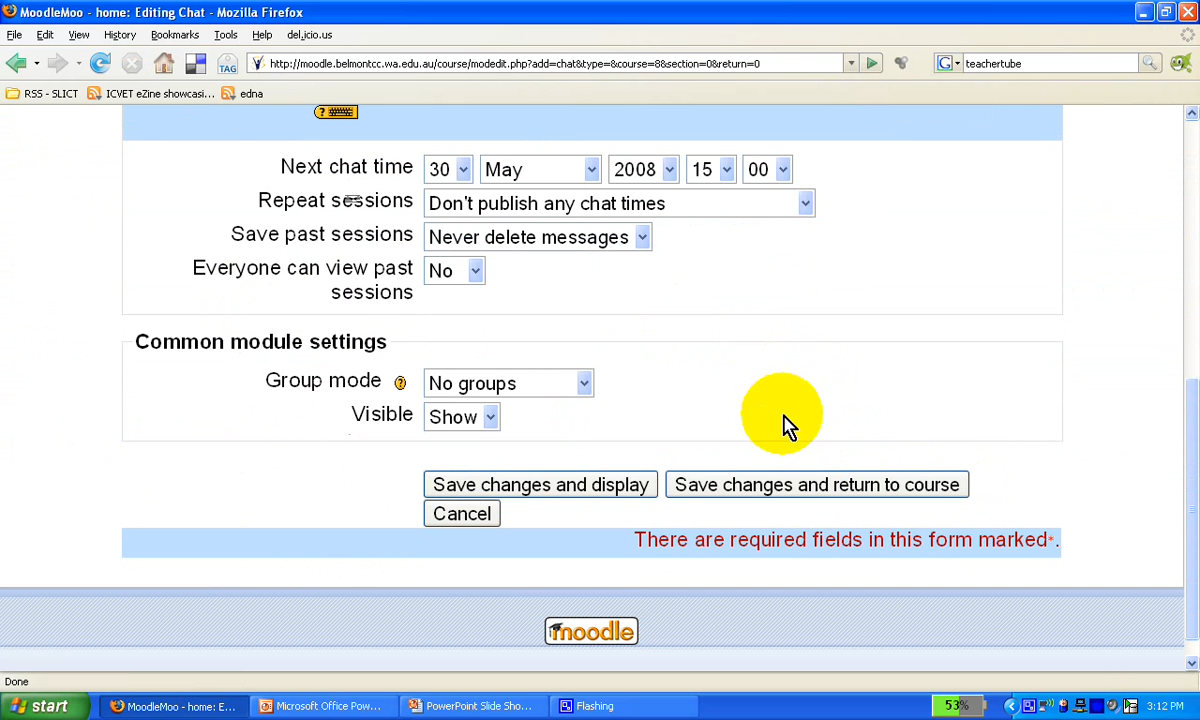 MoodleMoo - home: Editing Chat - Mozilla Firefox
File Edit View History Bookmarks Tools Help del.icio.us
TAG http://moodle.belmontcc.wa.edu.au/course/modedit.php?add=chat&type=&course=8&section=0&return=0 G teachertube
RSS - SLICT ICVET eZine showcasi... edna
?
Next chat time 30 May 2008 15 00
Repeat sessions Don't publish any chat times
Save past sessions Never delete messages
Everyone can view past sessions No
Common module settings
Group mode ? No groups
Visible Show
Save changes and display Save changes and return to course
Cancel
There are required fields in this form marked*.
moodle
Done
start MoodleMoo - home: E... Microsoft Office Pow... PowerPoint Slide Sho... Flashing 53% 3:12 PM